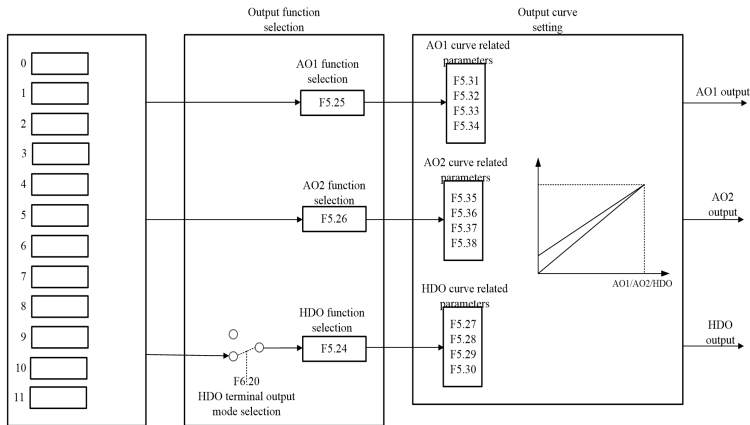 Output function
selection
Output curve
setting
0
1
2
3
4
5
6
7
8
9
10
11
AO1 function
selection
F5.25
AO2 function
selection
F5.26
HDO function
selection
F5.24
F6.20
HDO terminal output
mode selection
AO1 curve related
parameters
F5.31
F5.32
F5.33
F5.34
AO2 curve related
parameters
F5.35
F5.36
F5.37
F5.38
HDO curve related
parameters
F5.27
F5.28
F5.29
F5.30
AO1/AO2/HDO
AO1 output
AO2
output
HDO
output